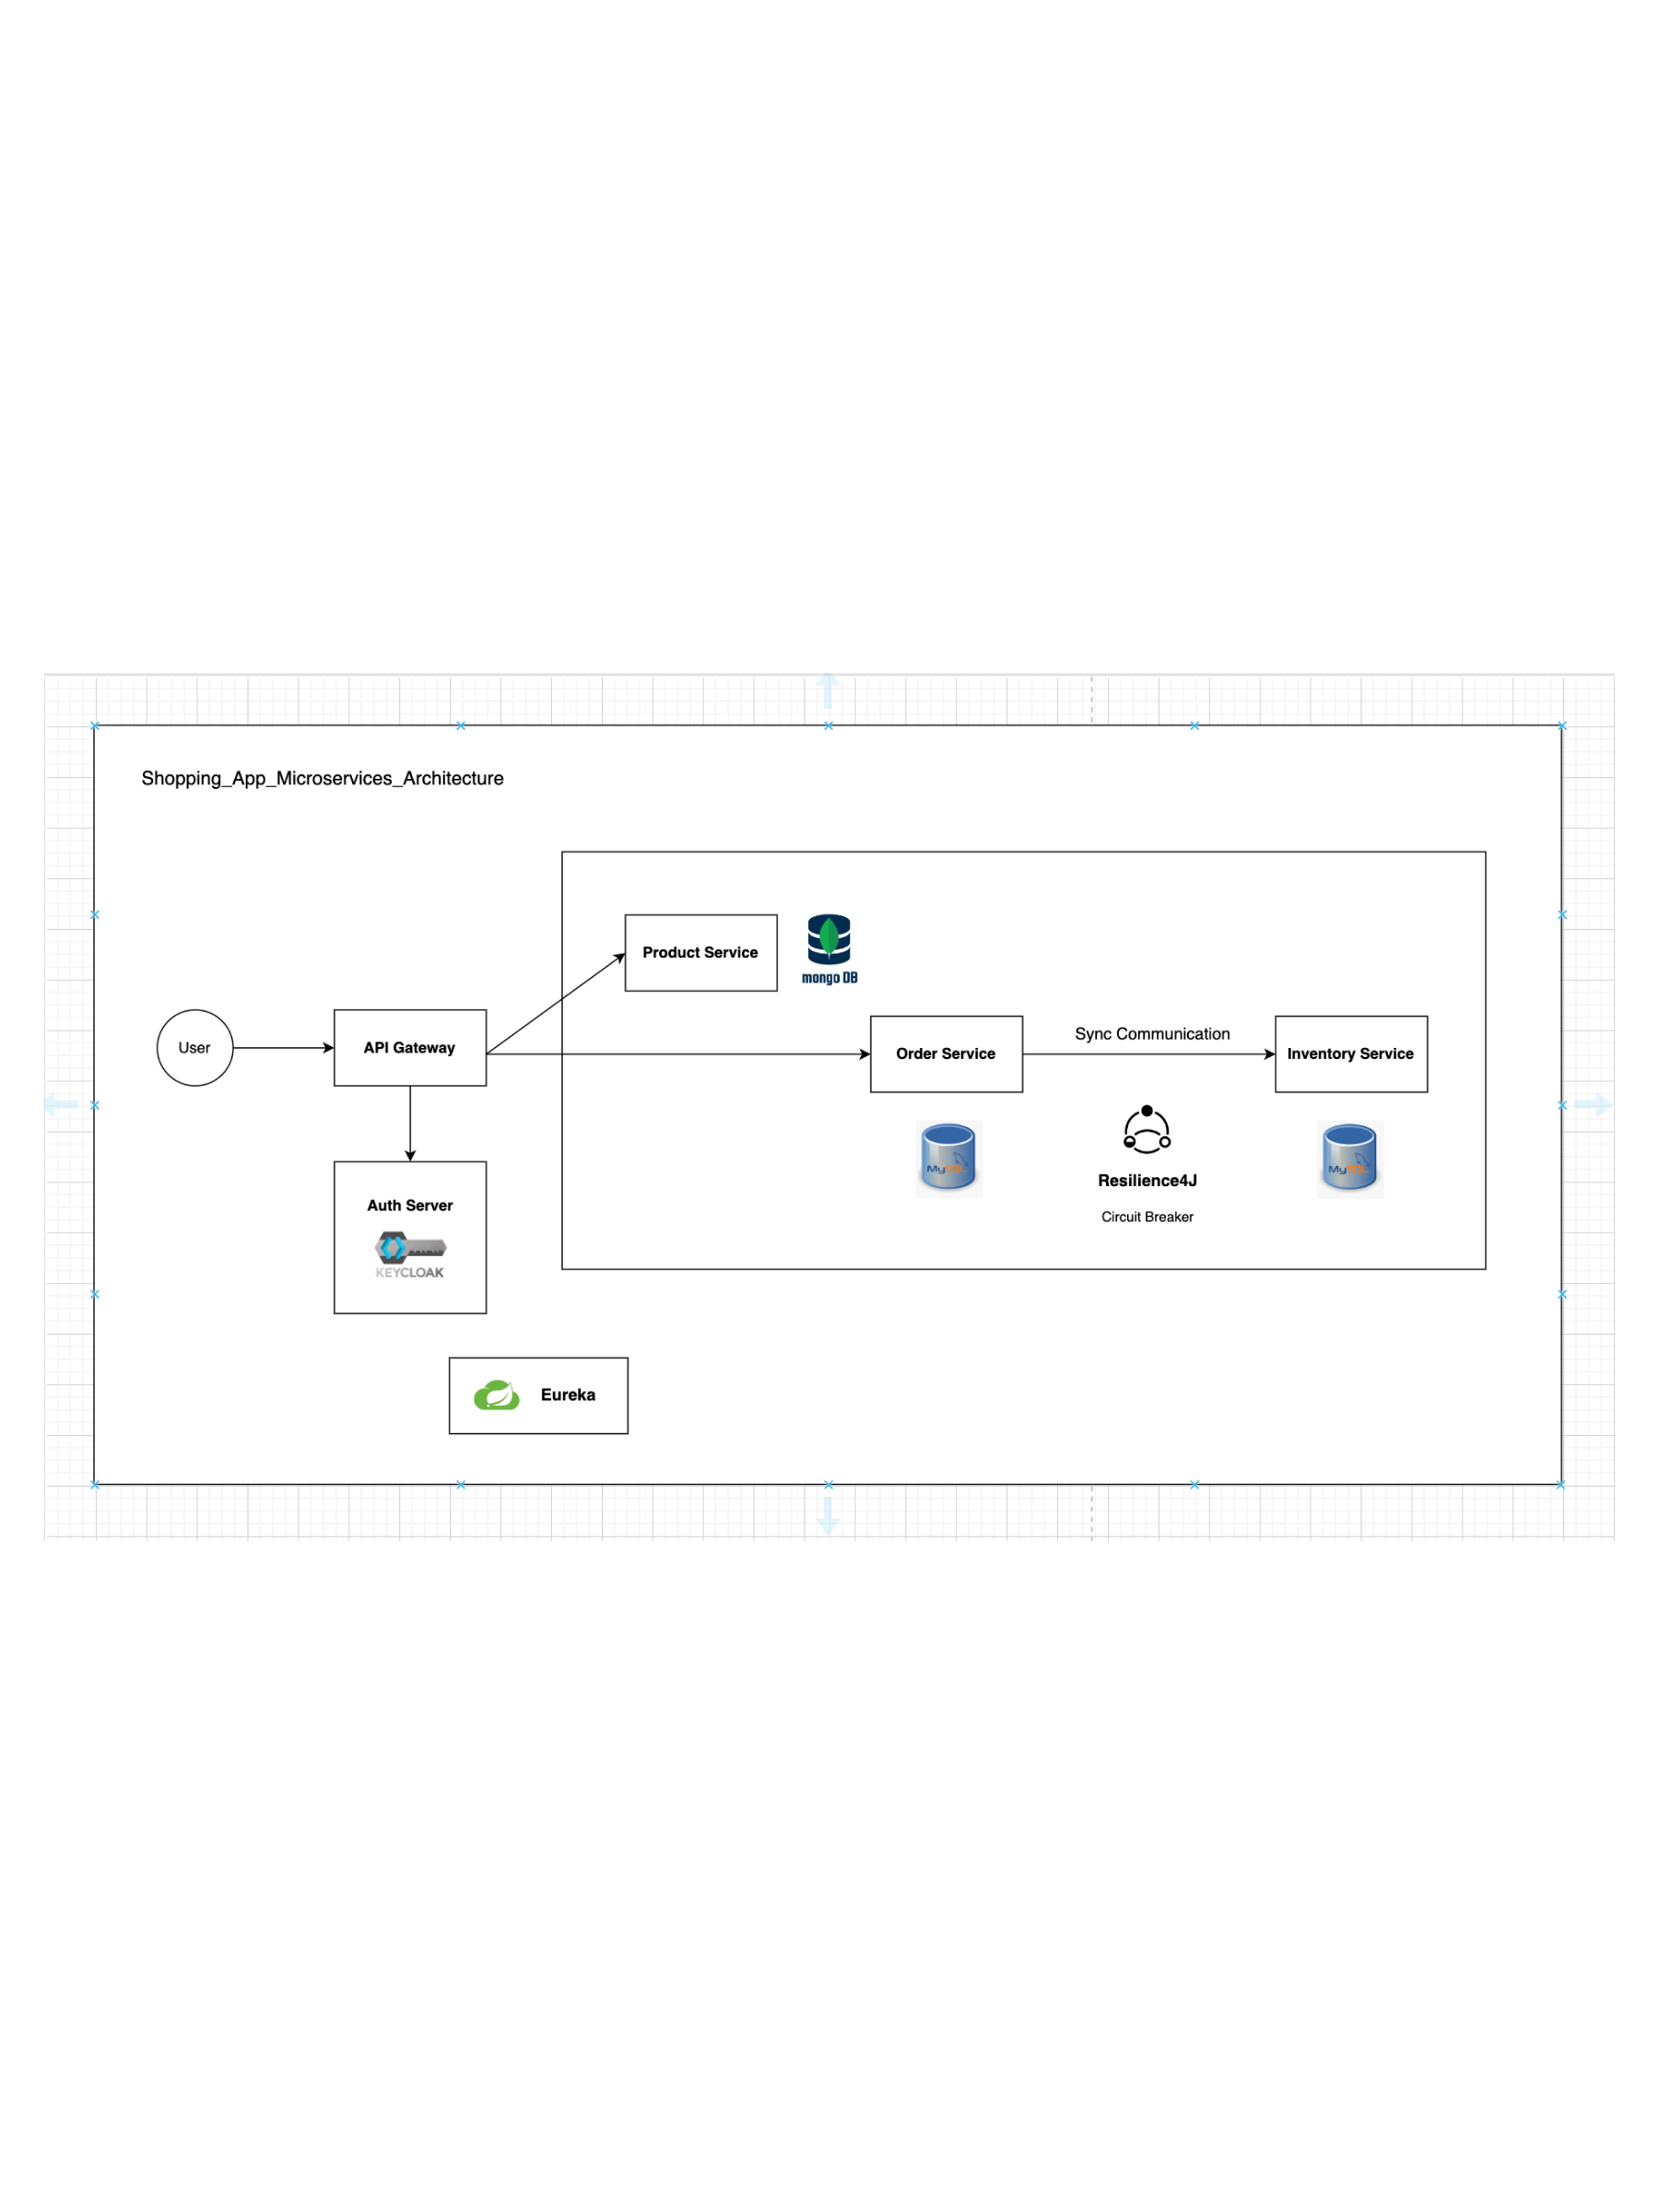 Shopping_App_Microservices_Architecture
Product Service
mongo DB
User
API Gateway
Order Service
Sync Communication
Inventory Service
MySQL
MySQL
Resilience4J
Circuit Breaker
Auth Server
KEYCLOAK
Eureka